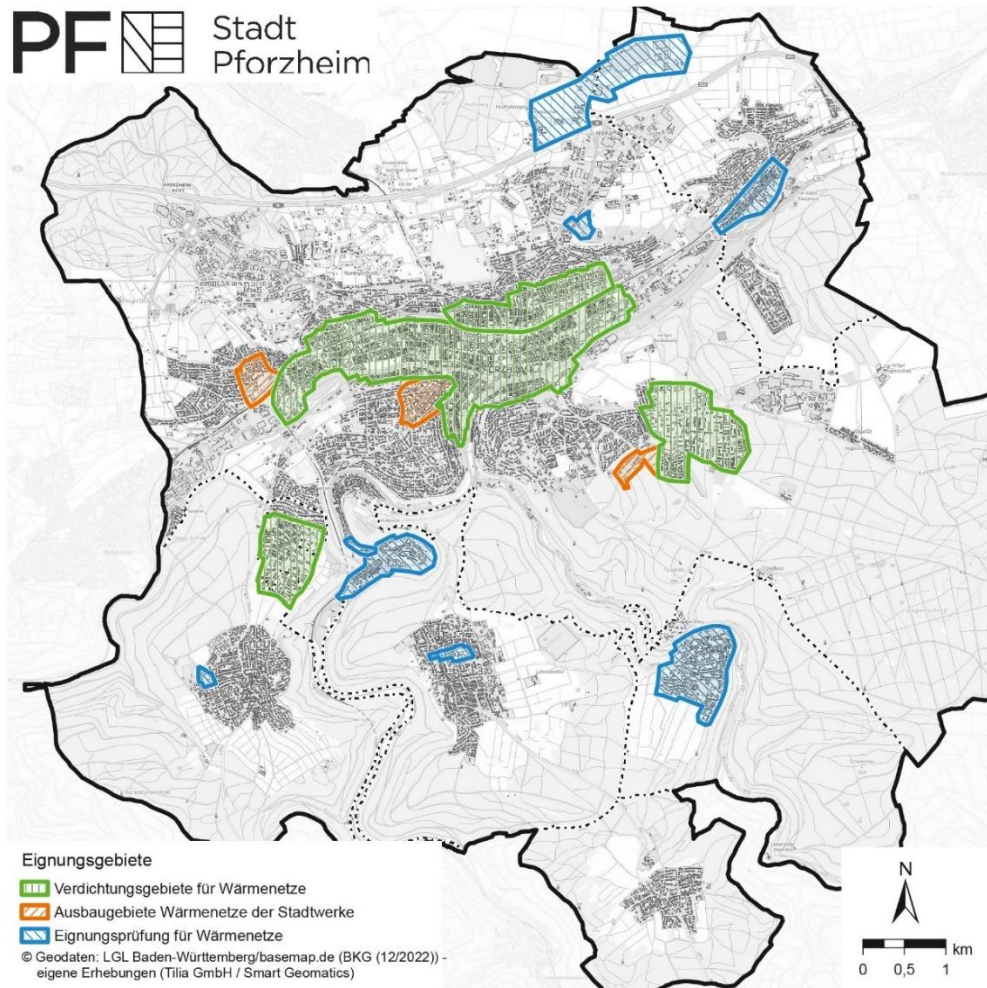 PF Stadt
Pforzheim
PFORZHEIM
Eignungsgebiete
Verdichtungsgebiete für Wärmenetze
Ausbaugebiete Wärmenetze der Stadtwerke
Eignungsprüfung für Wärmenetze
© Geodaten: LGL Baden-Württemberg/basemap.de (BKG (12/2022)) -
eigene Erhebungen (Tilia GmbH / Smart Geomatics)
N
km
0 0,5 1